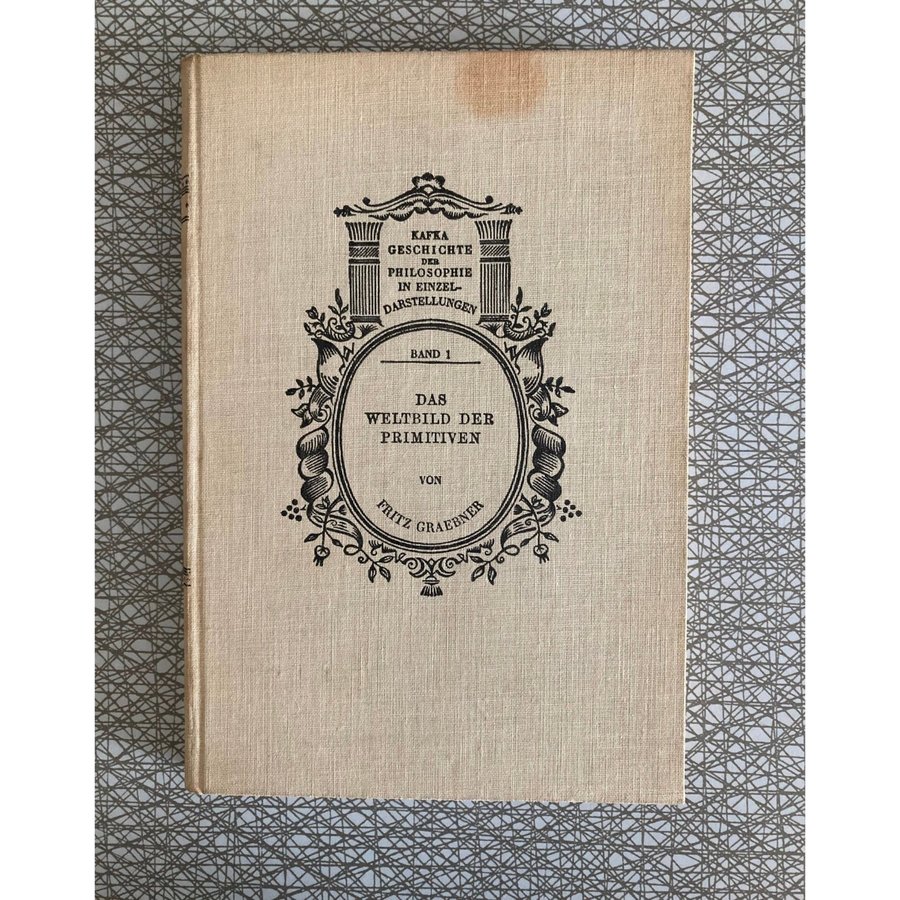 KAFKA
GESCHICHTE
DER
PHILOSOPHIE
IN EINZEL-
DARSTELLUNGEN
BAND 1
DAS
WELTBILD DER
PRIMITIVEN
VON
FRITZ GRAEBNER